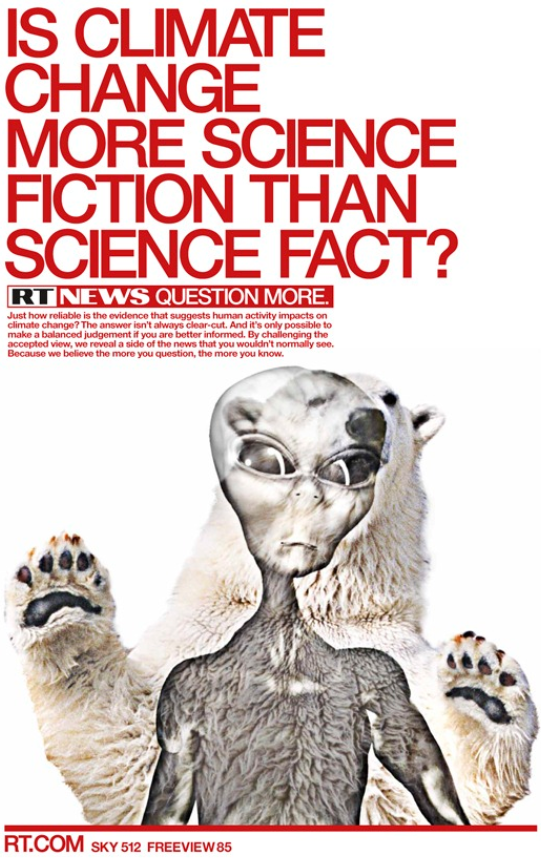 IS CLIMATE
CHANGE
MORE SCIENCE
FICTION THAN
SCIENCE FACT?
RT NEWS QUESTION MORE.
Just how reliable is the evidence that suggests human activity impacts on
climate change? The answer isn't always clear-cut. And it's only possible to
make a balanced judgement if you are better informed. By challenging the
accepted view, we reveal a side of the news that you wouldn't normally see.
Because we believe the more you question, the more you know.
RT.COM SKY 512 FREEVIEW 85